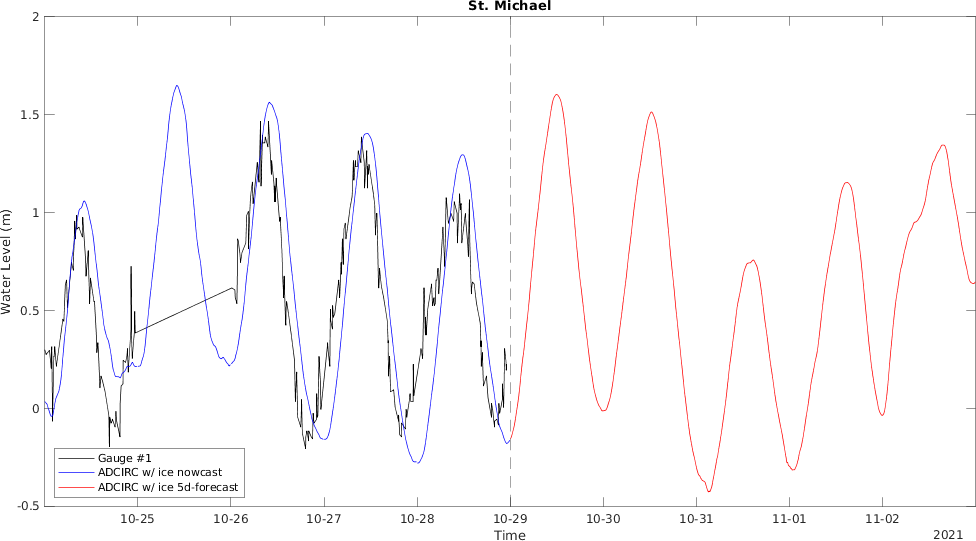 St. Michael
2
1.5
1
0.5
0
-0.5
Water Level (m)
Gauge #1
ADCIRC w/ ice nowcast
ADCIRC w/ ice 5d-forecast
10-25 10-26 10-27 10-28 10-29 10-30 10-31 11-01 11-02
Time
2021